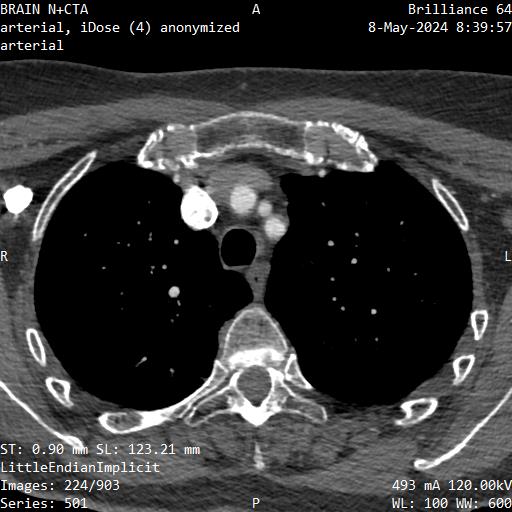 BRAIN N+CTA
A
Brilliance 64
arterial, iDose (4) anonymized
8-May-2024 8:39:57
arterial
R
L
ST: 0.90 mm SL: 123.21 mm
LittleEndianImplicit
Images: 224/903
493 mA 120.00kV
Series: 501
P
WL: 100 WW: 600